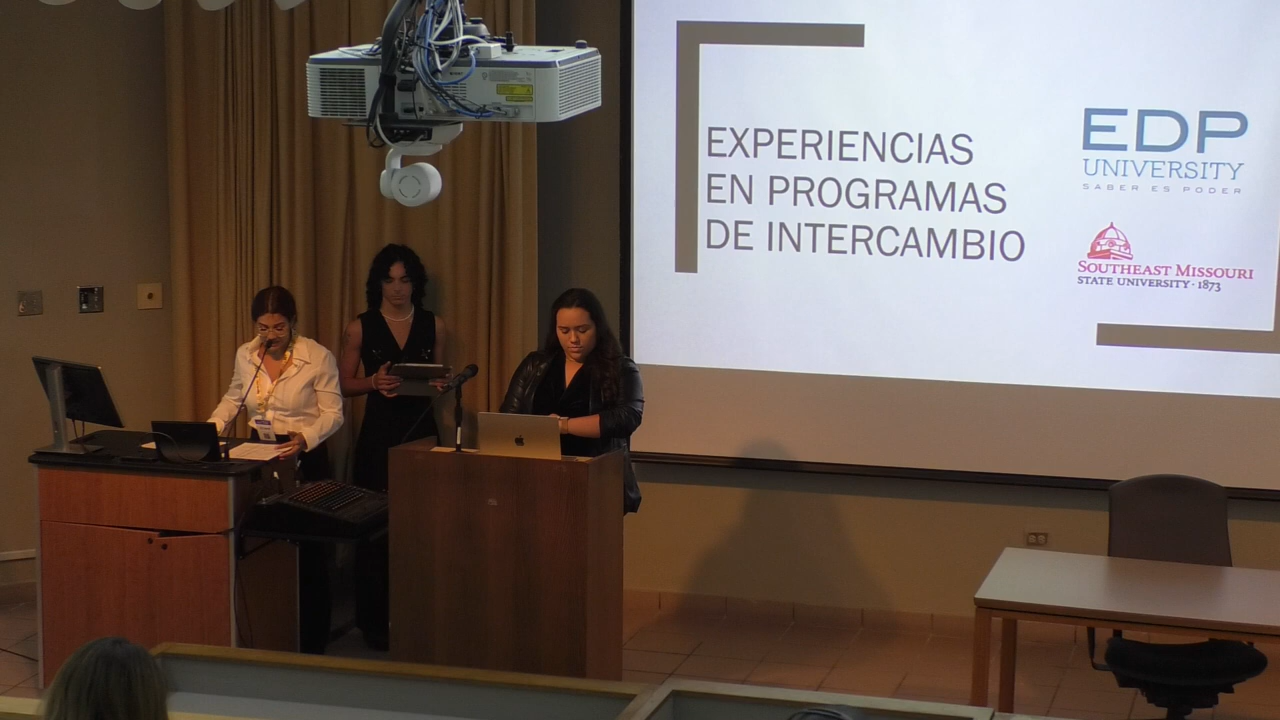 EXPERIENCIAS
EN PROGRAMAS
DE INTERCAMBIO
EDP
UNIVERSITY
SABER ES PODER
SOUTHEAST MISSOURI
STATE UNIVERSITY · 1873